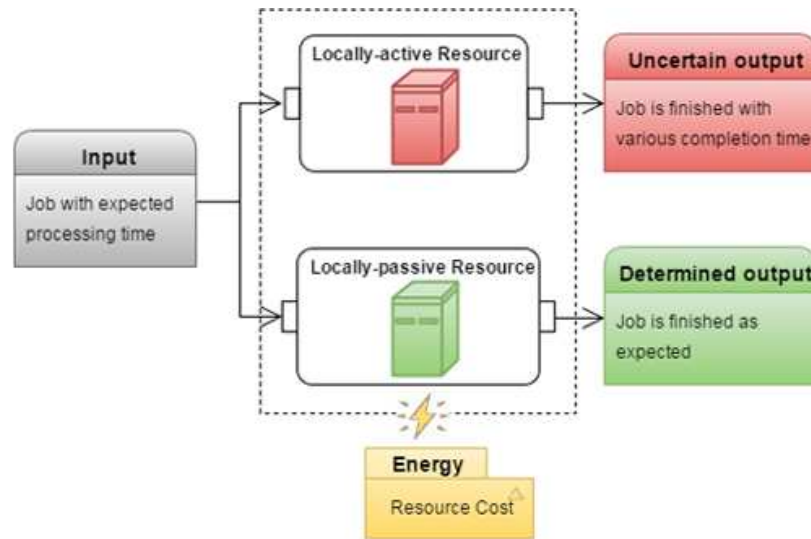 Locally-active Resource
Uncertain output
Job is finished with
various completion time
Input
Job with expected
processing time
Locally-passive Resource
Determined output
Job is finished as
expected
Energy
Resource Cost